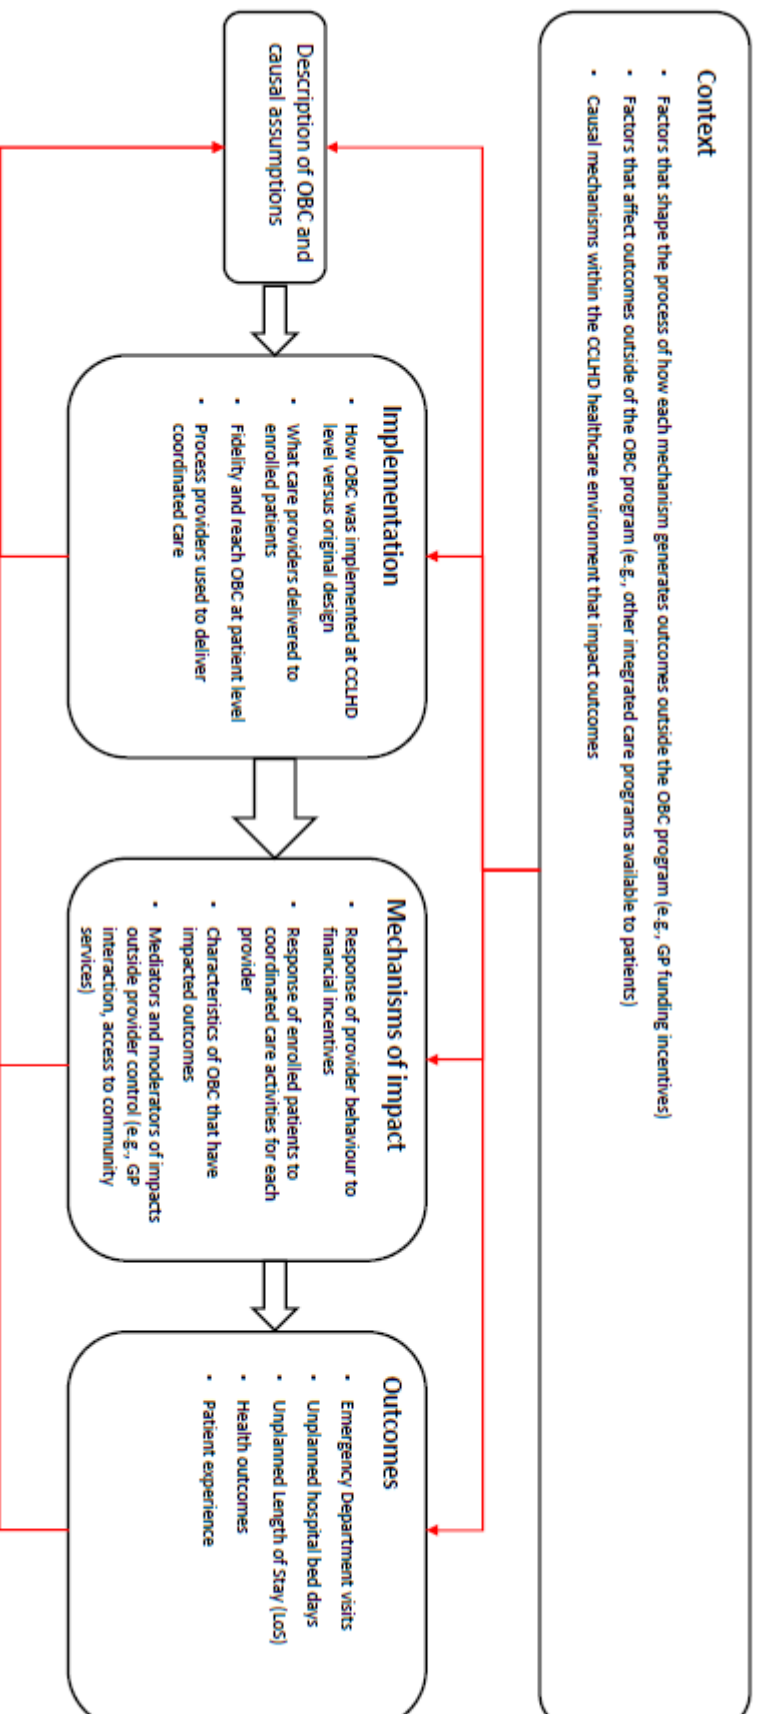 Context
• Factors that shape the process of how each mechanism generates outcomes outside the OBC program (e.g., GP funding incentives)
• Factors that affect outcomes outside of the OBC program (e.g., other integrated care programs available to patients)
• Causal mechanisms within the CCLHD healthcare environment that impact outcomes
Description of OBC and
causal assumptions
Implementation
• How OBC was implemented at CCLHD
level versus original design
• What care providers delivered to
enrolled patients
• Fidelity and reach OBC at patient level
• Process providers used to deliver
coordinated care
Mechanisms of impact
• Response of provider behaviour to
financial incentives
• Response of enrolled patients to
coordinated care activities for each
provider
• Characteristics of OBC that have
impacted outcomes
• Mediators and moderators of impacts
outside provider control (e.g., GP
interaction, access to community
services)
Outcomes
• Emergency Department visits
• Unplanned hospital bed days
• Unplanned Length of Stay (LoS)
• Health outcomes
• Patient experience